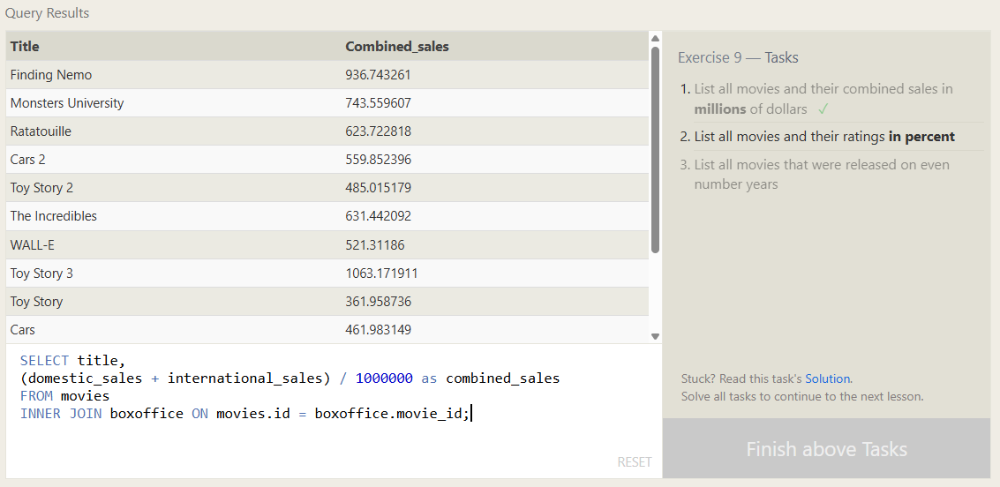 Query Results
Title Combined_sales
Finding Nemo 936.743261
Monsters University 743.559607
Ratatouille 623.722818
Cars 2 559.852396
Toy Story 2 485.015179
The Incredibles 631.442092
WALL-E 521.31186
Toy Story 3 1063.171911
Toy Story 361.958736
Cars 461.983149
SELECT title,
(domestic_sales + international_sales) / 1000000 as combined_sales
FROM movies
INNER JOIN boxoffice ON movies.id = boxoffice.movie_id;
RESET
Exercise 9 — Tasks
1. List all movies and their combined sales in
millions of dollars ✓
2. List all movies and their ratings in percent
3. List all movies that were released on even
number years
Stuck? Read this task's Solution.
Solve all tasks to continue to the next lesson.
Finish above Tasks